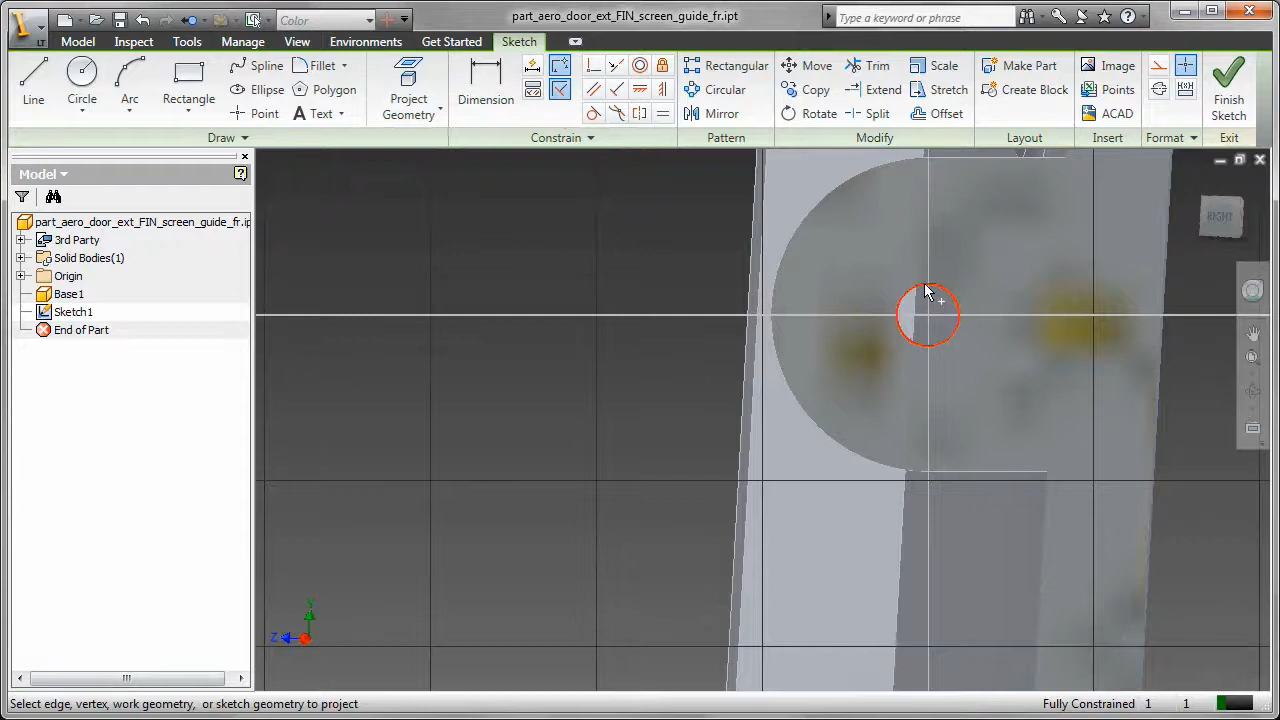 Color
part_aero_door_ext_FIN_screen_guide_fr.ipt
Type a keyword or phrase
LT
Model
Inspect
Tools
Manage
View
Environments
Get Started
Sketch
Line
Circle
Arc
Rectangle
Spline
Fillet
Ellipse
Polygon
Point
Text
Project
Geometry
Dimension
Rectangular
Circular
Mirror
Move
Trim
Scale
Copy
Extend
Stretch
Rotate
Split
Offset
Make Part
Create Block
Image
Points
ACAD
Finish
Sketch
Draw
Constrain
Pattern
Modify
Layout
Insert
Format
Exit
Model
part_aero_door_ext_FIN_screen_guide_fr.ip
3rd Party
Solid Bodies(1)
Origin
Base1
Sketch1
End of Part
RIGHT
Y
Z
Select edge, vertex, work geometry, or sketch geometry to project
Fully Constrained 1 1